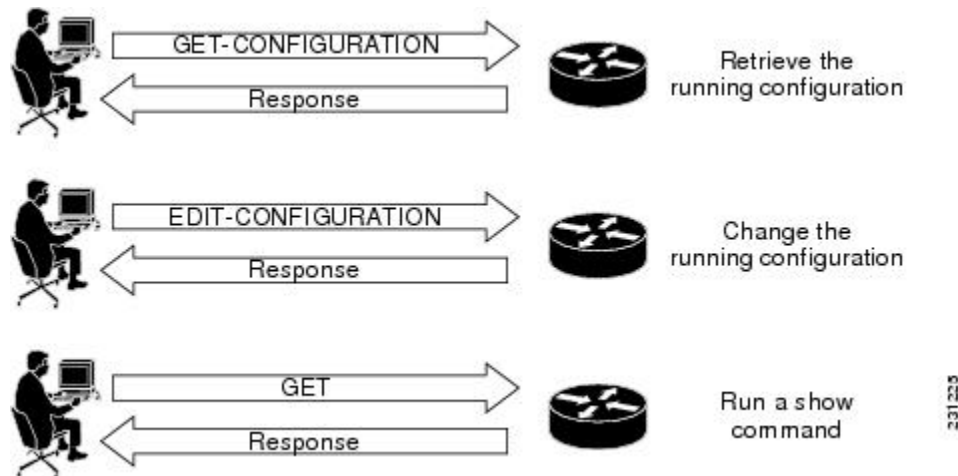 GET-CONFIGURATION
Response
Retrieve the
running configuration
EDIT-CONFIGURATION
Response
Change the
running configuration
GET
Response
Run a show
command
231225